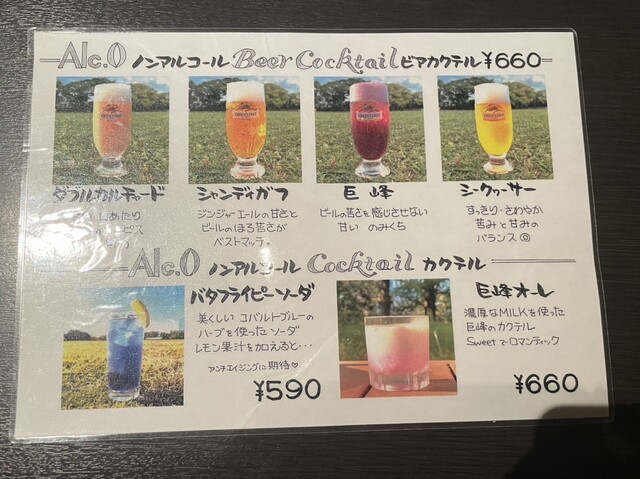 Alc.0 ノンアルコール Beer Cocktail ビアカクテル ¥660
ダブルカルチャード
シャンディガフ
ジンジャエールの甘さと
ビールのほろ苦さが
ベストマッチ。
巨峰
ビールの苦さを感じさせない
甘い のみくち
シークヮーサー
すっきり・さわやか
苦みと甘みの
バランス◎
Alc.0 ノンアルコール Cocktail カクテル
バタフライピーソーダ
美くしい コバルトブルーの
ハーブを使ったソーダ
レモン果汁を加えると…
アンチエイジングに期待♡
¥590
巨峰オーレ
濃厚なMILKを使った
巨峰のカクテル
Sweetでロマンティック
¥660